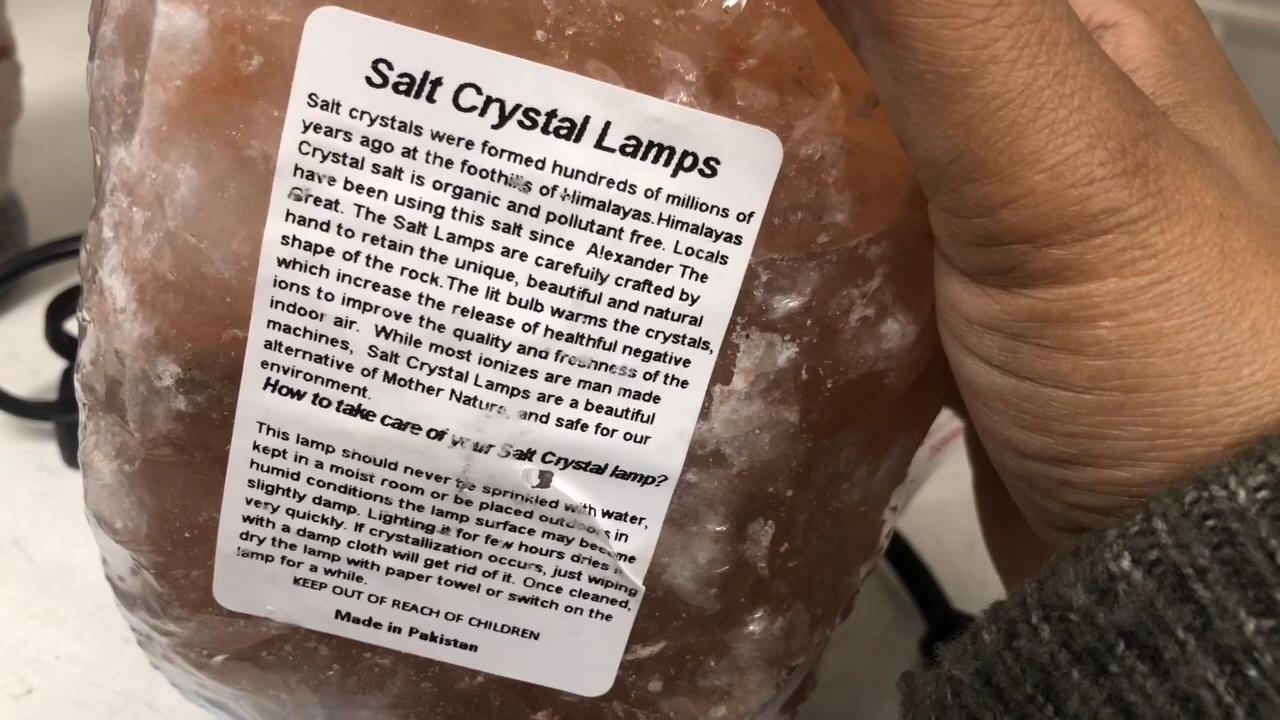 Salt Crystal Lamps
Salt crystals were formed hundreds of millions of
years ago at the foothills of Himalayas.Himalayas
Crystal salt is organic and pollutant free. Locals
have been using this salt since Alexander The
Great. The Salt Lamps are carefully crafted by
hand to retain the unique, beautiful and natural
shape of the rock.The lit bulb warms the crystals,
which increase the release of healthful negative
ions to improve the quality and freshness of the
indoor air. While most ionizes are man made
machines, Salt Crystal Lamps are a beautiful
alternative of Mother Nature, and safe for our
environment.
How to take care of your Salt Crystal lamp?
This lamp should never be sprinkled with water,
kept in a moist room or be placed outdoors in
humid conditions the lamp surface may become
slightly damp. Lighting it for few hours dries it
very quickly. If crystallization occurs, just wiping
with a damp cloth will get rid of it. Once cleaned,
dry the lamp with paper towel or switch on the
lamp for a while.
KEEP OUT OF REACH OF CHILDREN
Made in Pakistan